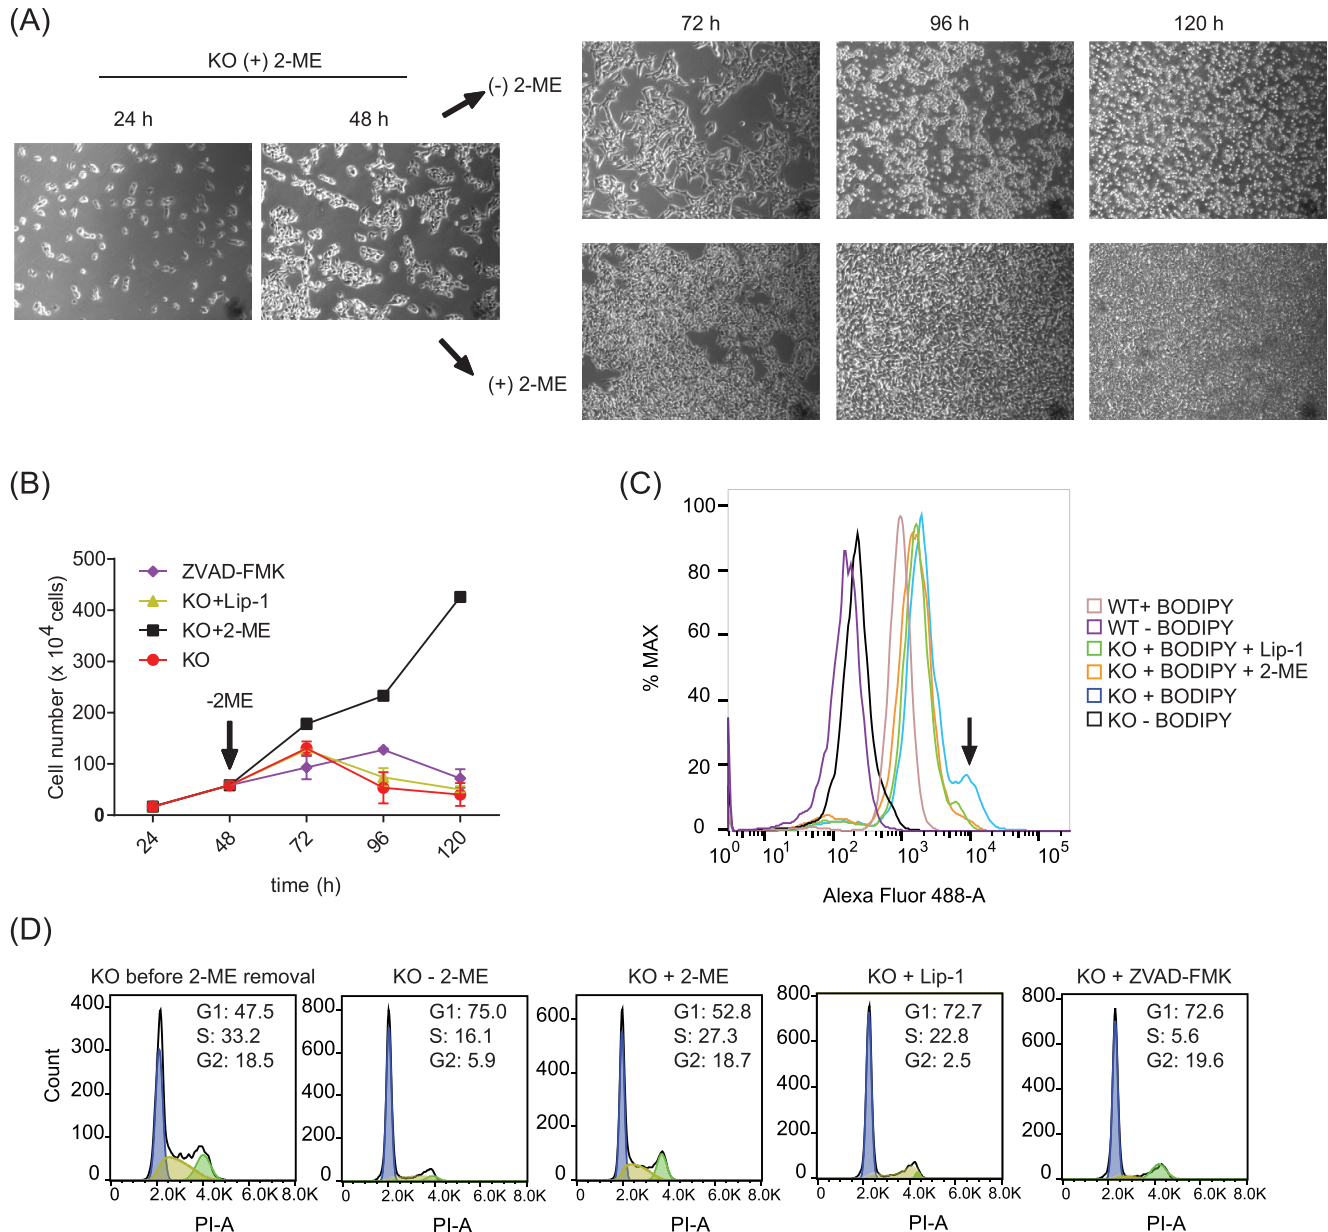 (A)
KO (+) 2-ME
24 h
48 h
(-) 2-ME
(+) 2-ME
72 h
96 h
120 h
(B)
Cell number (x 10⁴ cells)
500
400
300
200
100
0
ZVAD-FMK
KO+Lip-1
KO+2-ME
KO
-2ME
24
48
72
96
120
time (h)
(C)
% MAX
100
80
60
40
20
0
10⁰
10¹
10²
10³
10⁴
10⁵
Alexa Fluor 488-A
WT+ BODIPY
WT - BODIPY
KO + BODIPY + Lip-1
KO + BODIPY + 2-ME
KO + BODIPY
KO - BODIPY
(D)
KO before 2-ME removal
Count
400
300
200
100
0
G1: 47.5
S: 33.2
G2: 18.5
0 2.0K 4.0K 6.0K 8.0K
PI-A
KO - 2-ME
800
600
400
200
0
G1: 75.0
S: 16.1
G2: 5.9
0 2.0K 4.0K 6.0K 8.0K
PI-A
KO + 2-ME
600
400
200
0
G1: 52.8
S: 27.3
G2: 18.7
0 2.0K 4.0K 6.0K 8.0K
PI-A
KO + Lip-1
800
600
400
200
0
G1: 72.7
S: 22.8
G2: 2.5
0 2.0K 4.0K 6.0K 8.0K
PI-A
KO + ZVAD-FMK
800
600
400
200
0
G1: 72.6
S: 5.6
G2: 19.6
0 2.0K 4.0K 6.0K 8.0K
PI-A